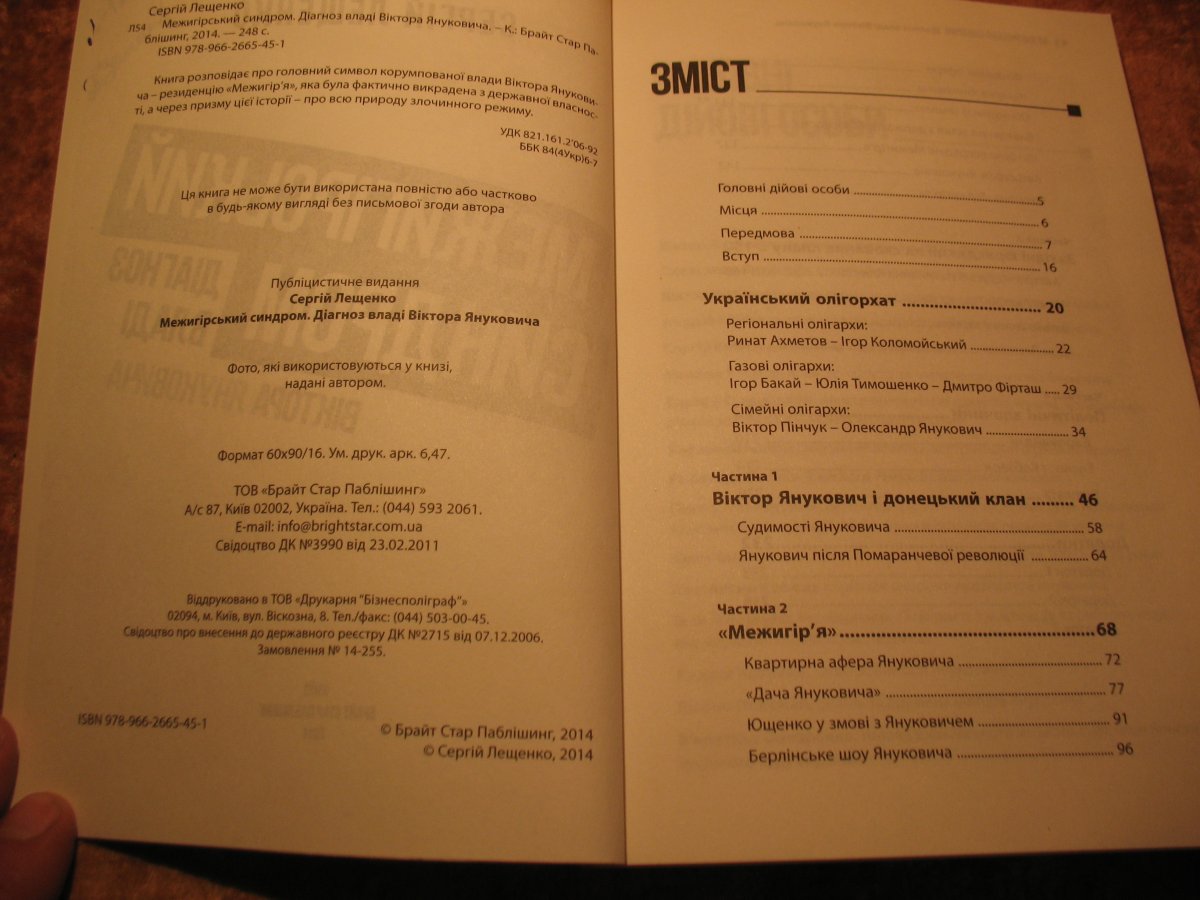 Сергій Лещенко
Л54 Межигірський синдром. Діагноз владі Віктора Януковича. – К.: Брайт Стар Па-
блішинг, 2014. — 248 с.
ISBN 978-966-2665-45-1
Книга розповідає про головний символ корумпованої влади Віктора Янукови-
ча – резиденцію «Межигір’я», яка була фактично викрадена з державної власнос-
ті, а через призму цієї історії – про всю природу злочинного режиму.
УДК 821.161.2'06-92
ББК 84(4Укр)6-7
Ця книга не може бути використана повністю або частково
в будь-якому вигляді без письмової згоди автора
Публіцистичне видання
Сергій Лещенко
Межигірський синдром. Діагноз владі Віктора Януковича
Фото, які використовуються у книзі,
надані автором.
Формат 60х90/16. Ум. друк. арк. 6,47.
ТОВ «Брайт Стар Паблішинг»
А/с 87, Київ 02002, Україна. Тел.: (044) 593 2061.
E-mail: info@brightstar.com.ua
Свідоцтво ДК №3990 від 23.02.2011
Віддруковано в ТОВ «Друкарня "Бізнесполіграф"»
02094, м. Київ, вул. Віскозна, 8. Тел./факс: (044) 503-00-45.
Свідоцтво про внесення до державного реєстру ДК №2715 від 07.12.2006.
Замовлення № 14-255.
ISBN 978-966-2665-45-1
© Брайт Стар Паблішинг, 2014
© Сергій Лещенко, 2014
ЗМІСТ
Головні дійові особи ..... 5
Місця ..... 6
Передмова ..... 7
Вступ ..... 16
Український олігорхат ..... 20
Регіональні олігархи:
Ринат Ахметов – Ігор Коломойський ..... 22
Газові олігархи:
Ігор Бакай – Юлія Тимошенко – Дмитро Фірташ ..... 29
Сімейні олігархи:
Віктор Пінчук – Олександр Янукович ..... 34
Частина 1
Віктор Янукович і донецький клан ..... 46
Судимості Януковича ..... 58
Янукович після Помаранчевої революції ..... 64
Частина 2
«Межигір’я» ..... 68
Квартирна афера Януковича ..... 72
«Дача Януковича» ..... 77
Ющенко у змові з Януковичем ..... 91
Берлінське шоу Януковича ..... 96